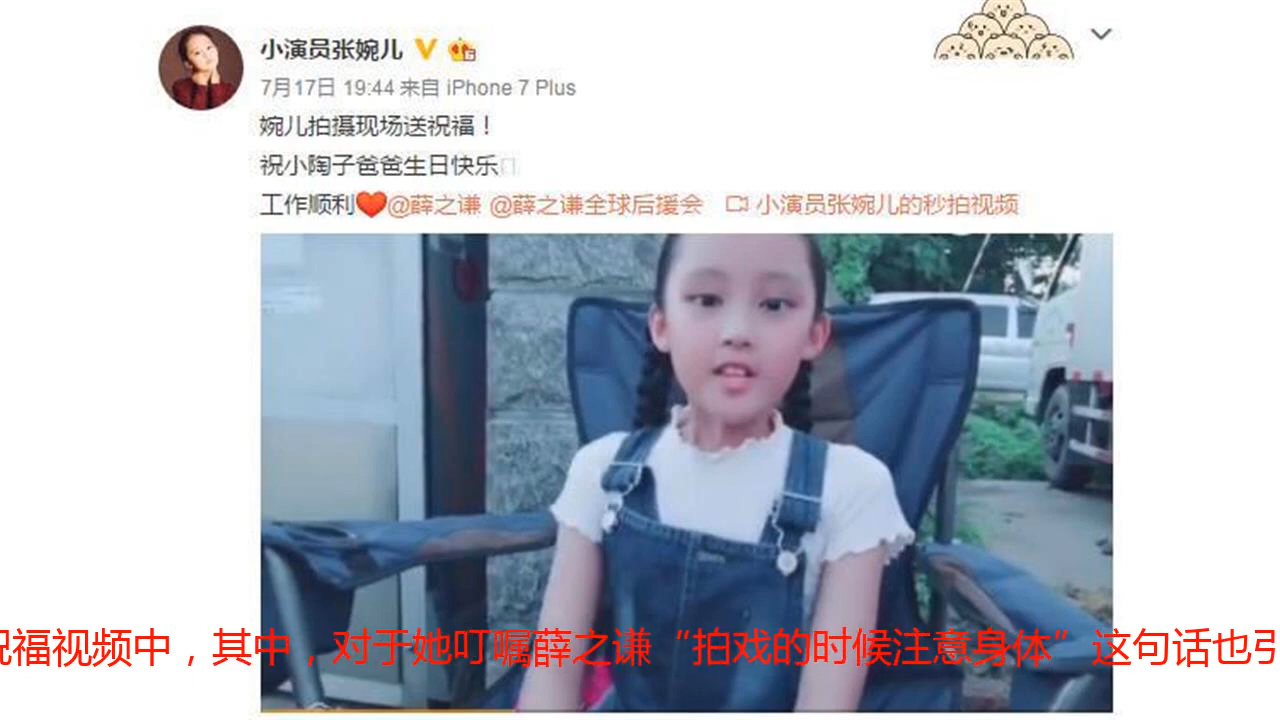 小演员张婉儿
7月17日 19:44 来自 iPhone 7 Plus
婉儿拍摄现场送祝福！
祝小陶子爸爸生日快乐
工作顺利❤@薛之谦 @薛之谦全球后援会 小演员张婉儿的秒拍视频
祝福视频中，其中，对于她叮嘱薛之谦“拍戏的时候注意身体”这句话也引